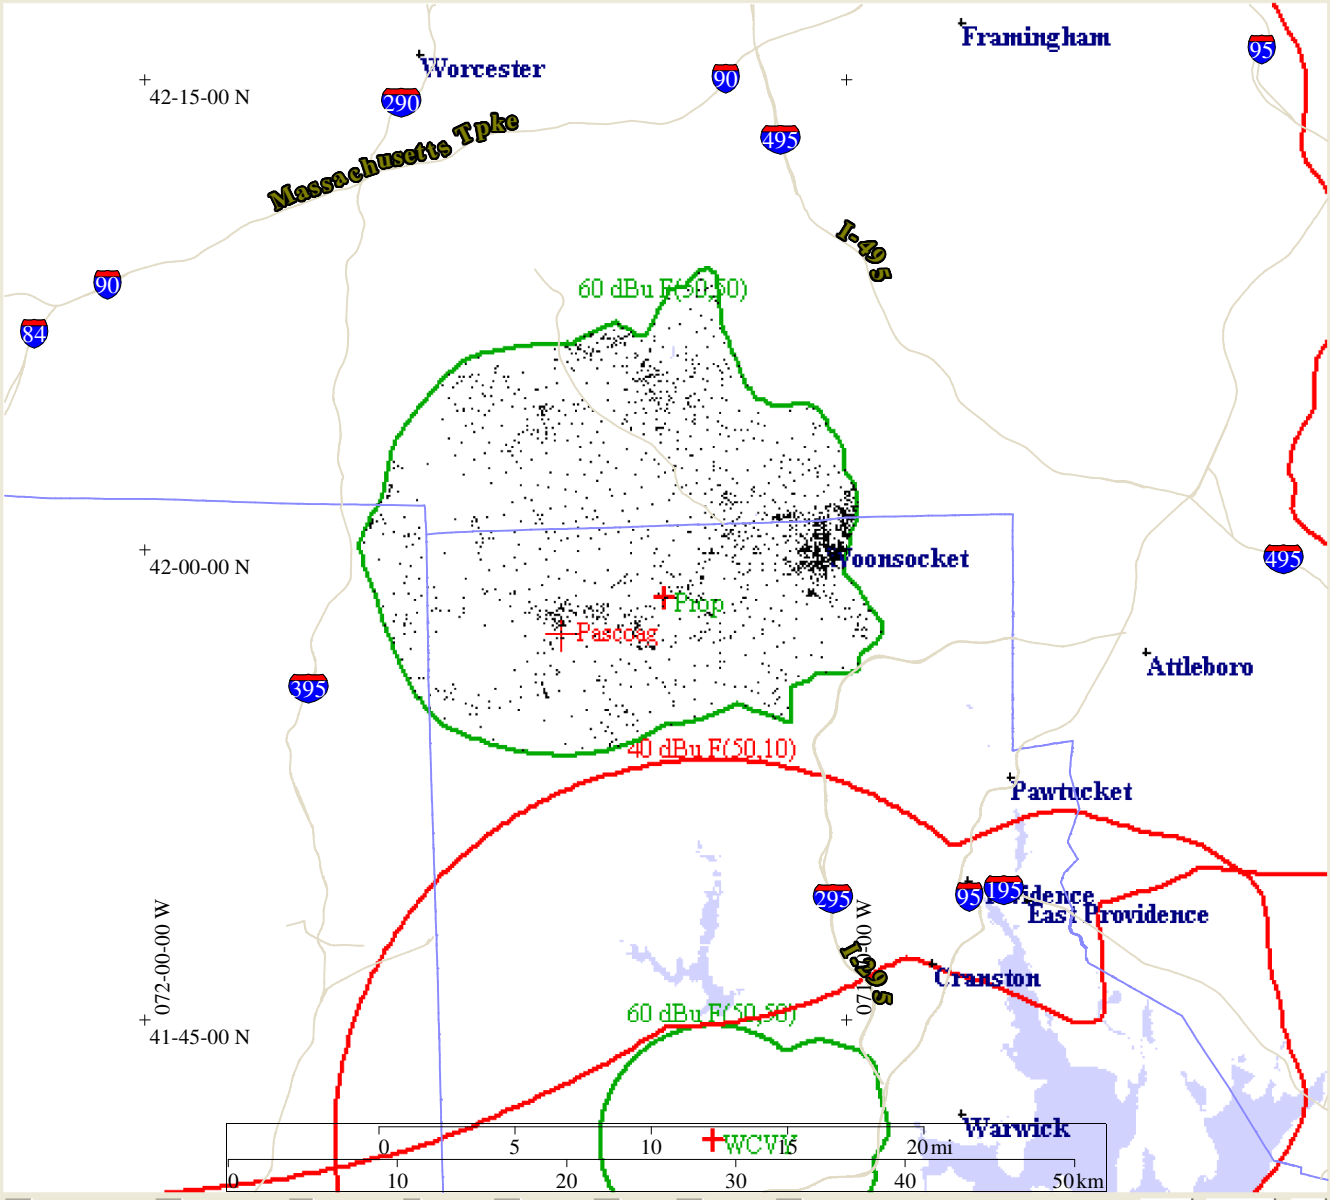 Framingham
95
Worcester
90
42-15-00 N
290
495
Massachusetts Tpke
I-495
90
60 dBu F(50,50)
84
Woonsocket
495
42-00-00 N
Prop
Pascoag
Attleboro
395
40 dBu F(50,10)
Pawtucket
295
95
195
East Providence
072-00-00 W
I-295
Cranston
60 dBu F(50,50)
41-45-00 N
Warwick
WCVY
0 5 10 15 20 mi
0 10 20 30 40 50 km